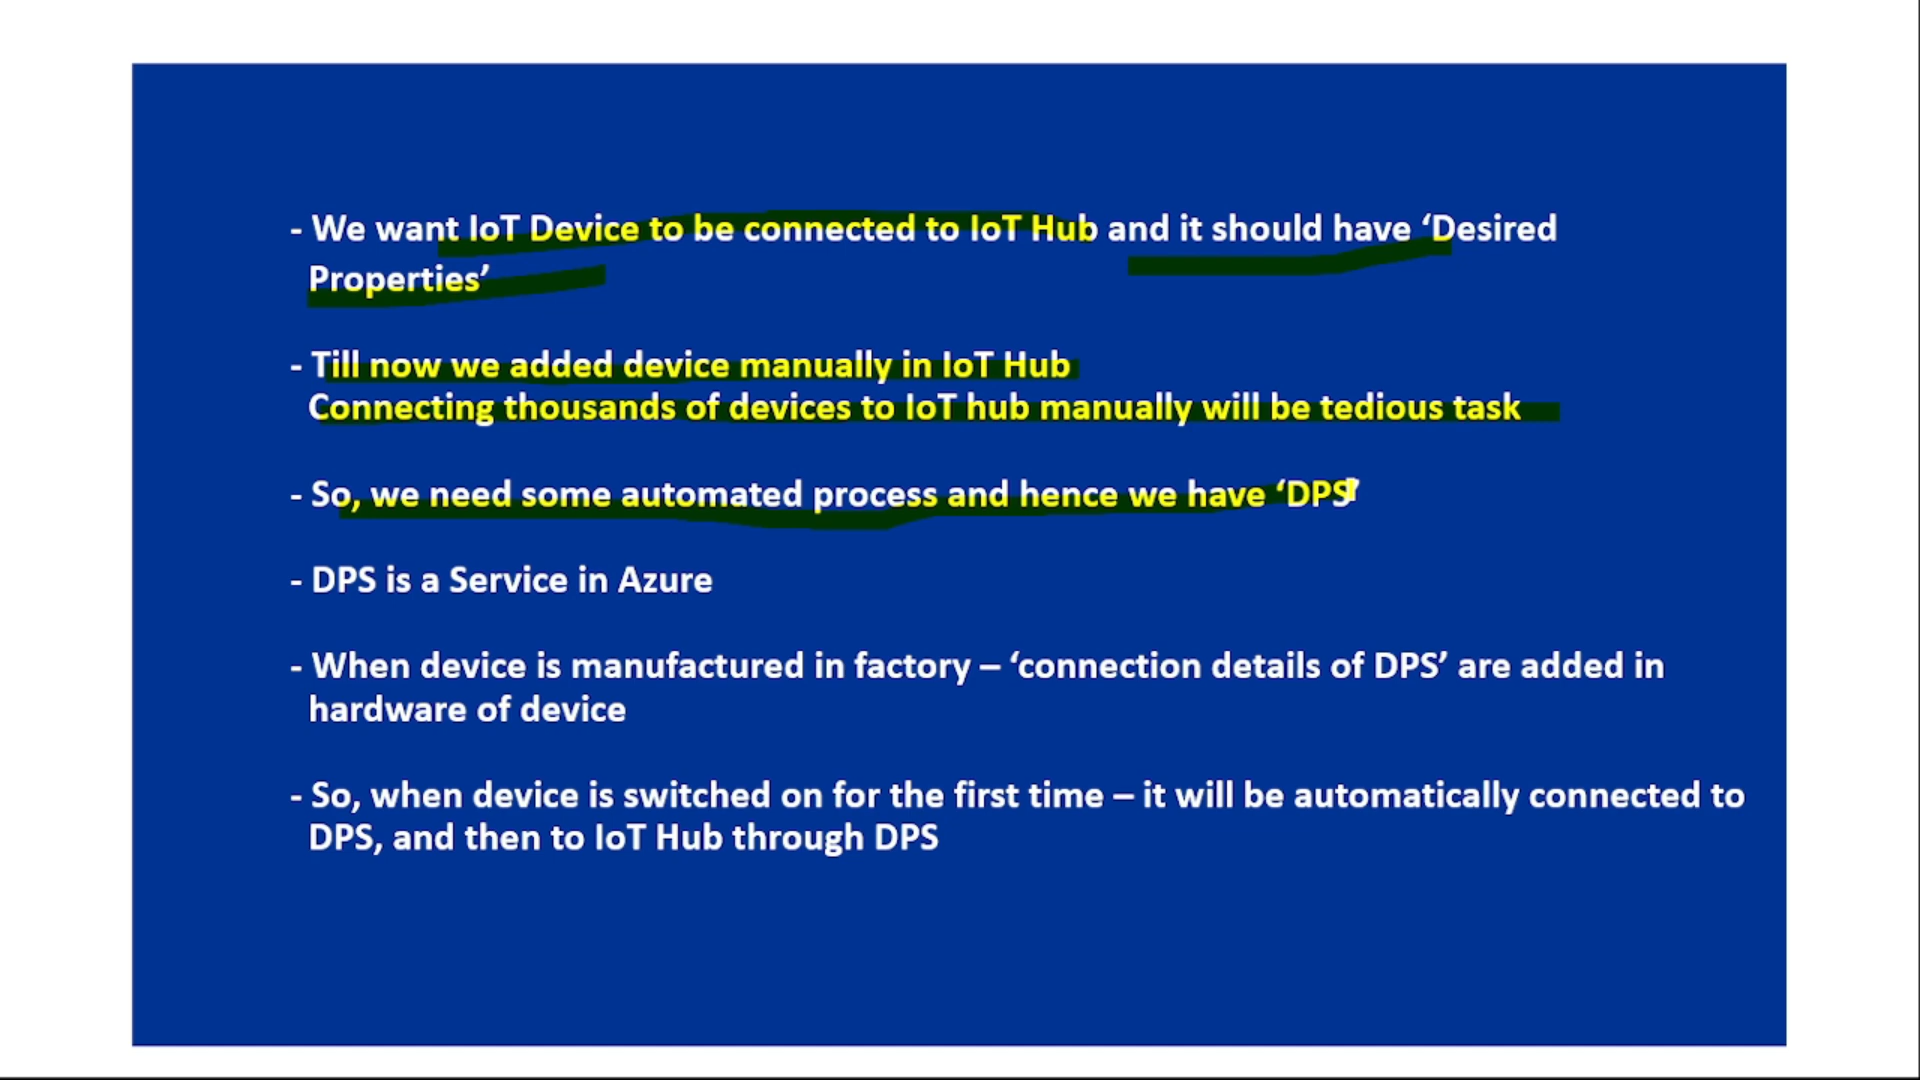 - We want IoT Device to be connected to IoT Hub and it should have ‘Desired
Properties’
- Till now we added device manually in IoT Hub
Connecting thousands of devices to IoT hub manually will be tedious task
- So, we need some automated process and hence we have ‘DPS’
- DPS is a Service in Azure
- When device is manufactured in factory – ‘connection details of DPS’ are added in
hardware of device
- So, when device is switched on for the first time – it will be automatically connected to
DPS, and then to IoT Hub through DPS